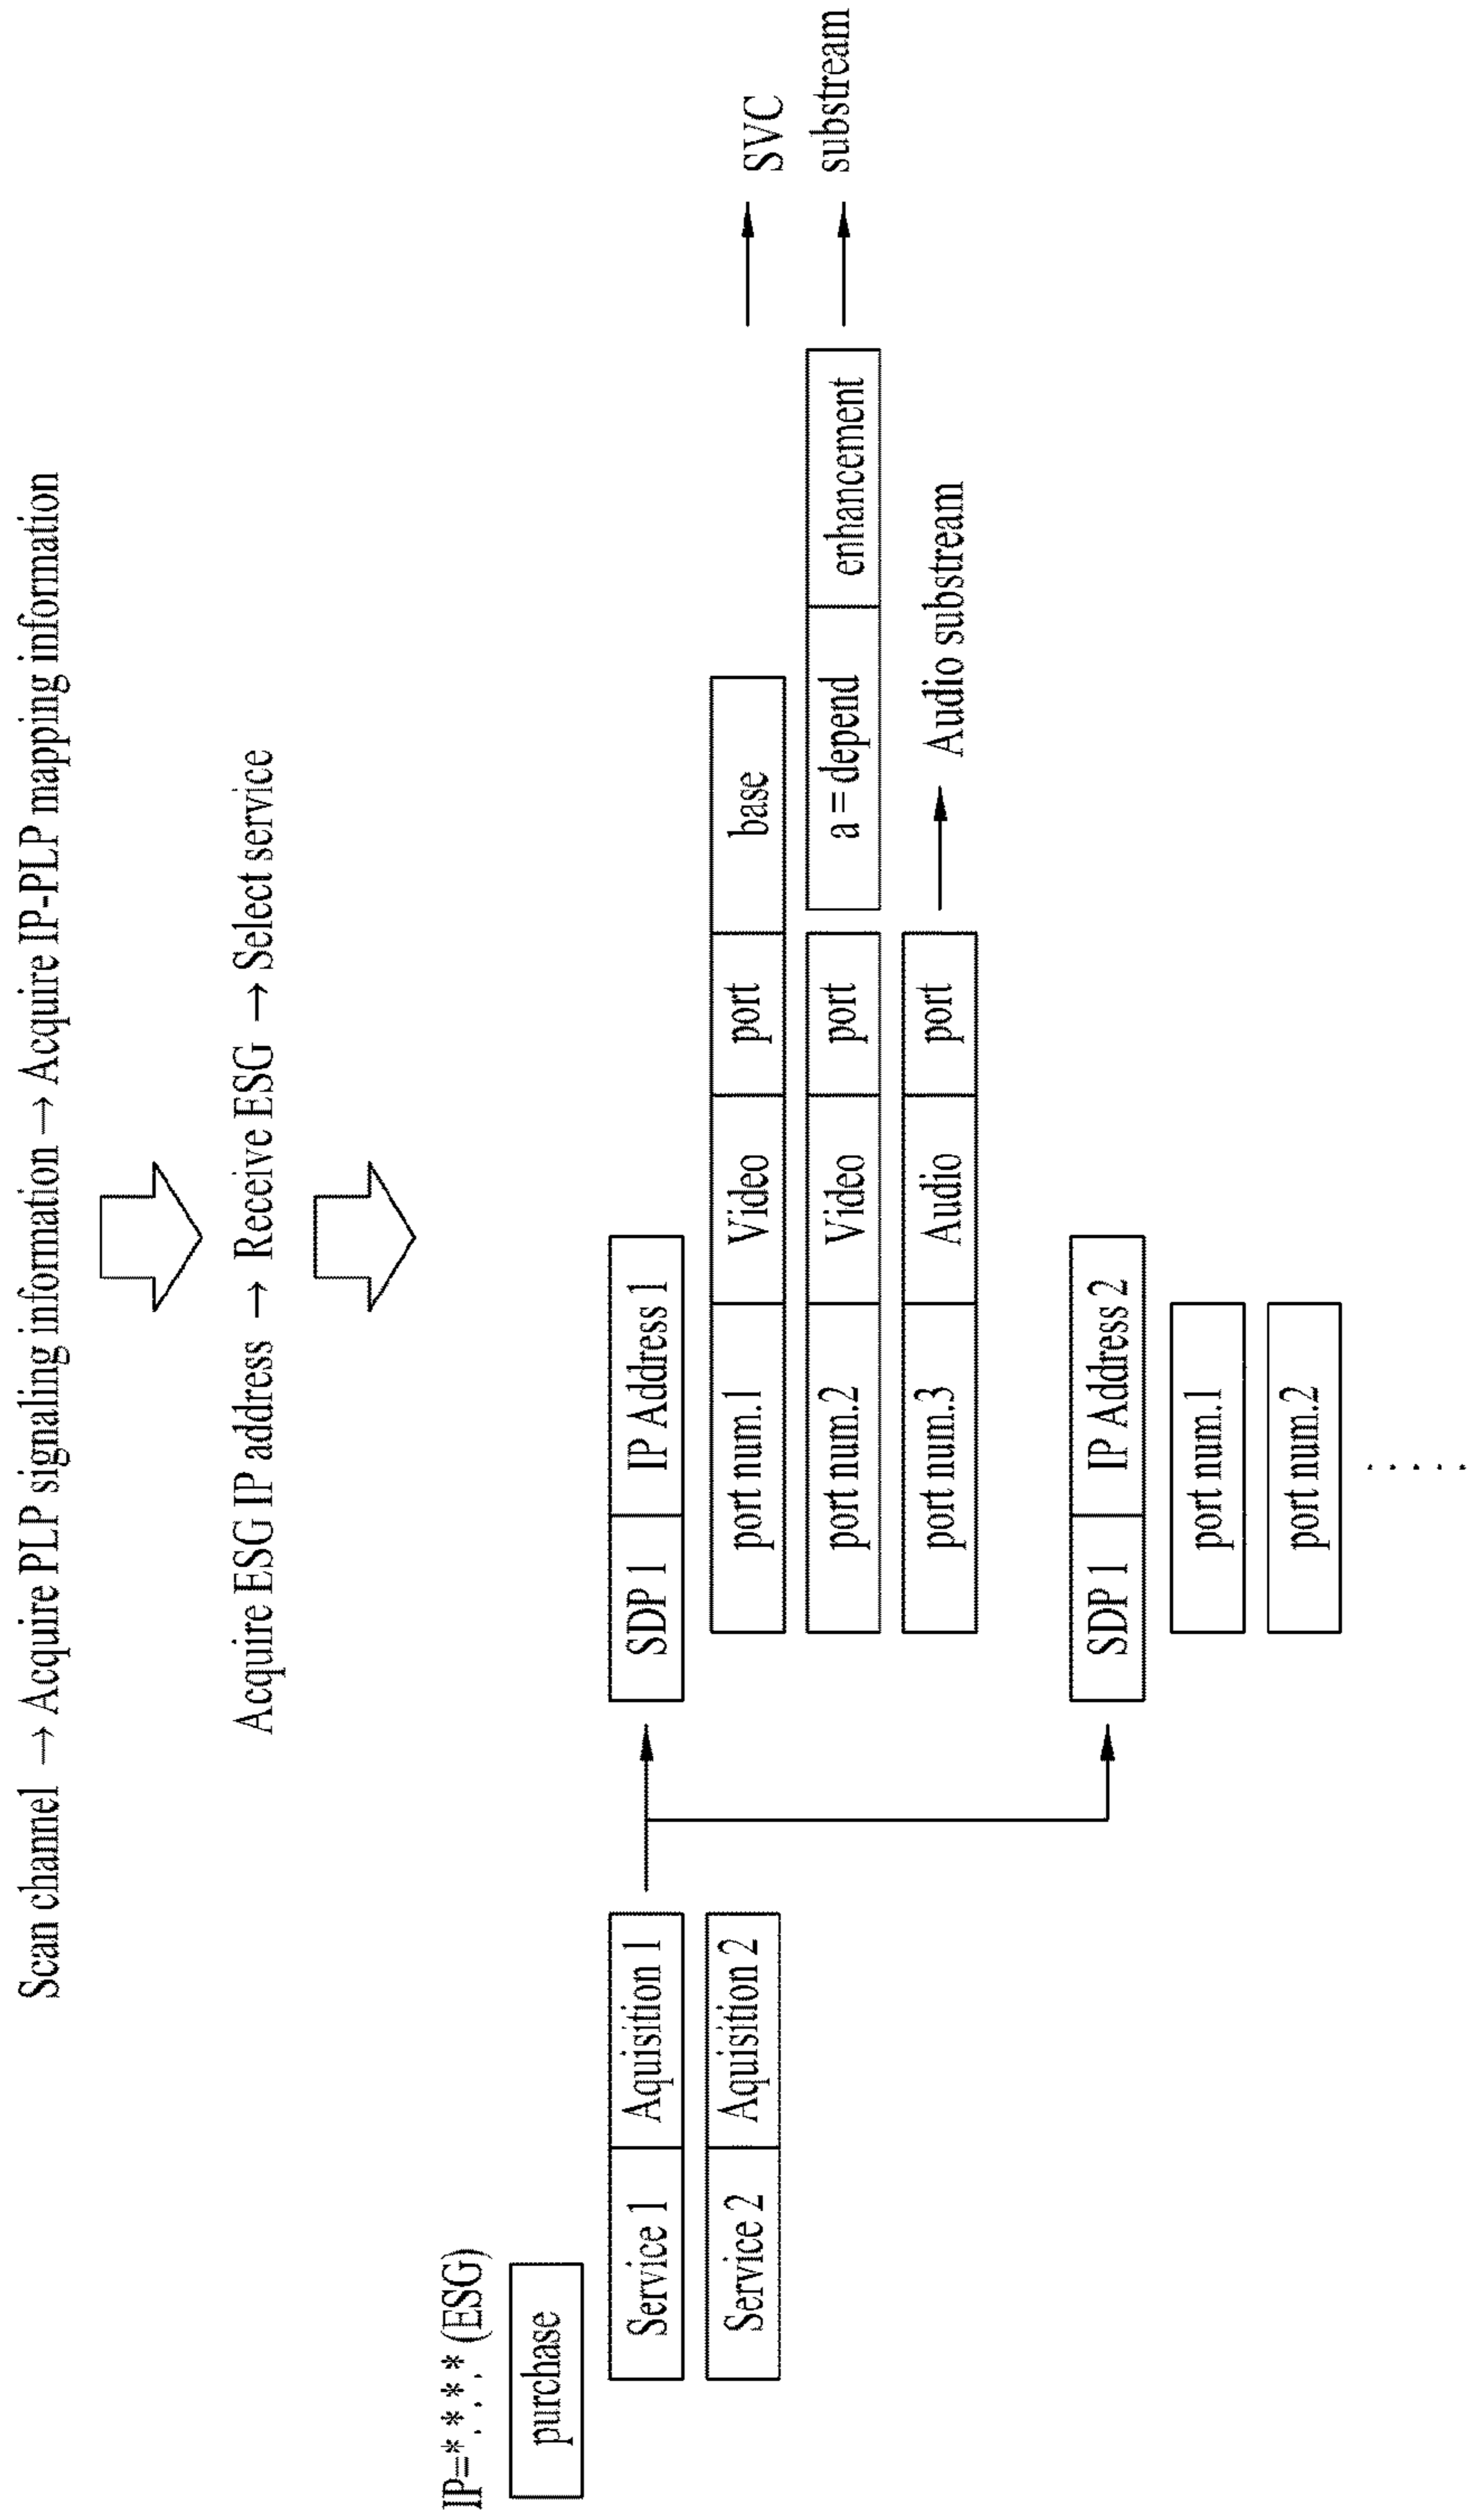 Scan channel → Acquire PLP signaling information → Acquire IP-PLP mapping information
Acquire ESG IP address → Receive ESG → Select service
IP=*.*.*.* (ESG)
purchase
Service 1 Aquisition 1
Service 2 Aquisition 2
SDP 1 IP Address 1
port num.1 Video port base
port num.2 Video port a = depend enhancement
port num.3 Audio port
SVC
substream
Audio substream
SDP 1 IP Address 2
port num.1
port num.2
.....